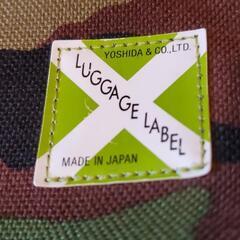 YOSHIDA & CO., LTD.
LUGGAGE LABEL
MADE IN JAPAN